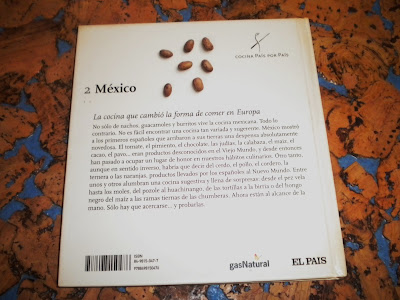 COCINA PAÍS POR PAÍS
2 México
La cocina que cambió la forma de comer en Europa
No solo de nachos, guacamoles y burritos vive la cocina mexicana. Todo lo
contrario. No es fácil encontrar una cocina tan variada y sugerente. México mostró
a los primeros españoles que arribaron a sus tierras una despensa absolutamente
novedosa. El tomate, el pimiento, el chocolate, las judías, la calabaza, el maíz, el
cacao, el pavo... eran productos desconocidos en el Viejo Mundo, y desde entonces
han pasado a ocupar un lugar de honor en nuestros hábitos culinarios. Otro tanto,
aunque en sentido inverso, habría que decir del cerdo, el pollo, el cordero, la
ternera o las naranjas, productos llevados por los españoles al Nuevo Mundo. Entre
unos y otros alumbran una cocina sugestiva y llena de sorpresas: desde el pez vela
hasta los moles, del pozole al huachinango, de las tortillas a la birria o del hongo
negro del maíz a las ramas tiernas de las chumberas. Ahora están al alcance de la
mano. Sólo hay que acercarse... y probarlas.
ISBN
gasNatural
EL PAIS